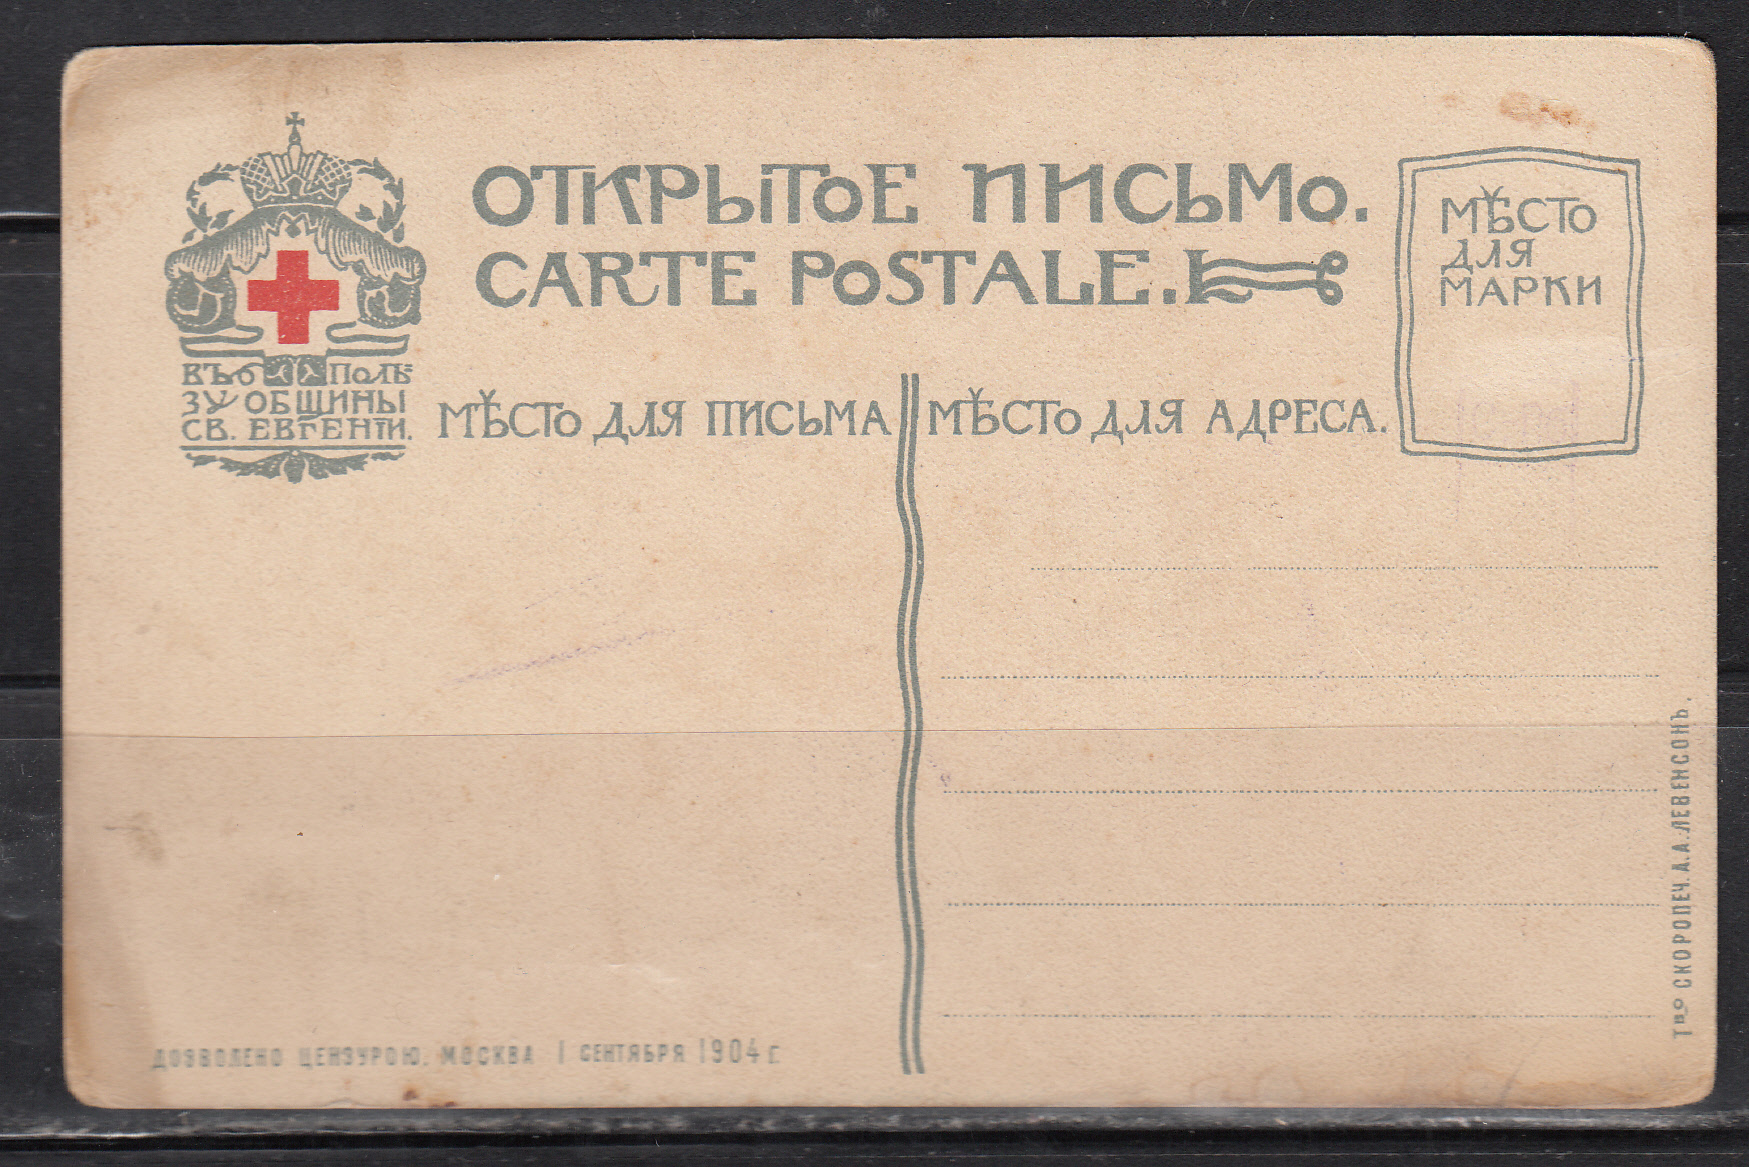 ОТКРЫТОЕ ПИСЬМО.
CARTE POSTALE.
МѢСТО
ДЛЯ
МАРКИ
ВЪ ПОЛЬ=
ЗУ ОБЩИНЫ
СВ. ЕВГЕНІИ.
МѢСТО ДЛЯ ПИСЬМА
МѢСТО ДЛЯ АДРЕСА.
ДОЗВОЛЕНО ЦЕНЗУРОЮ. МОСКВА 1 СЕНТЯБРЯ 1904 г.
Тво СКОРОПЕЧ. А.А. ЛЕВЕНСОНЪ.